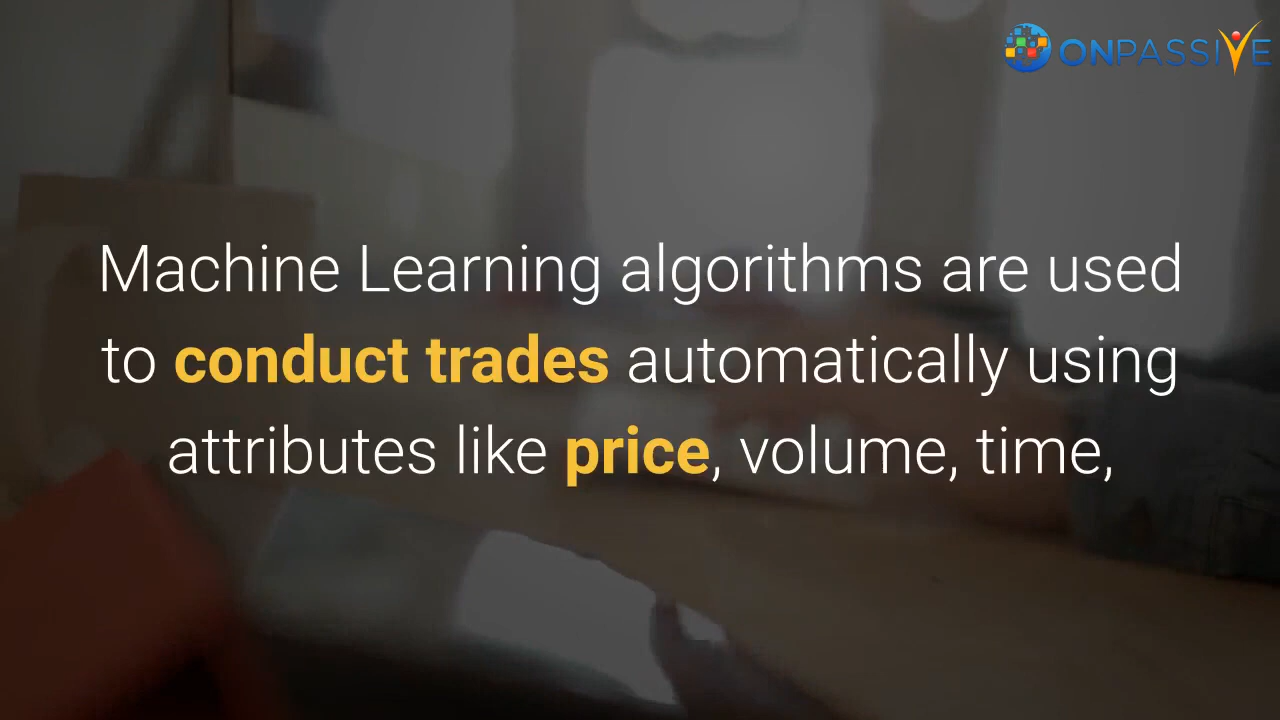 ONPASSIVE
Machine Learning algorithms are used
to conduct trades automatically using
attributes like price, volume, time,